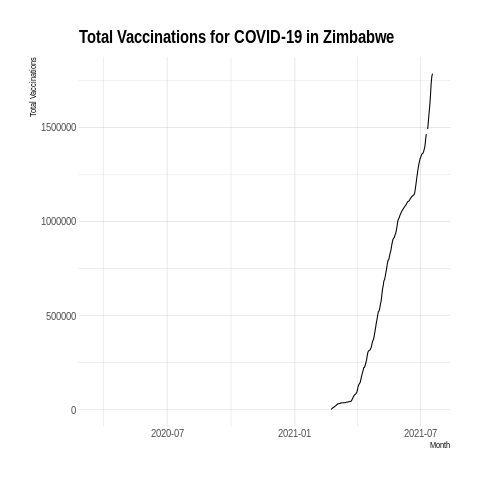 Total Vaccinations for COVID-19 in Zimbabwe
Total Vaccinations
1500000
1000000
500000
0
2020-07
2021-01
2021-07
Month